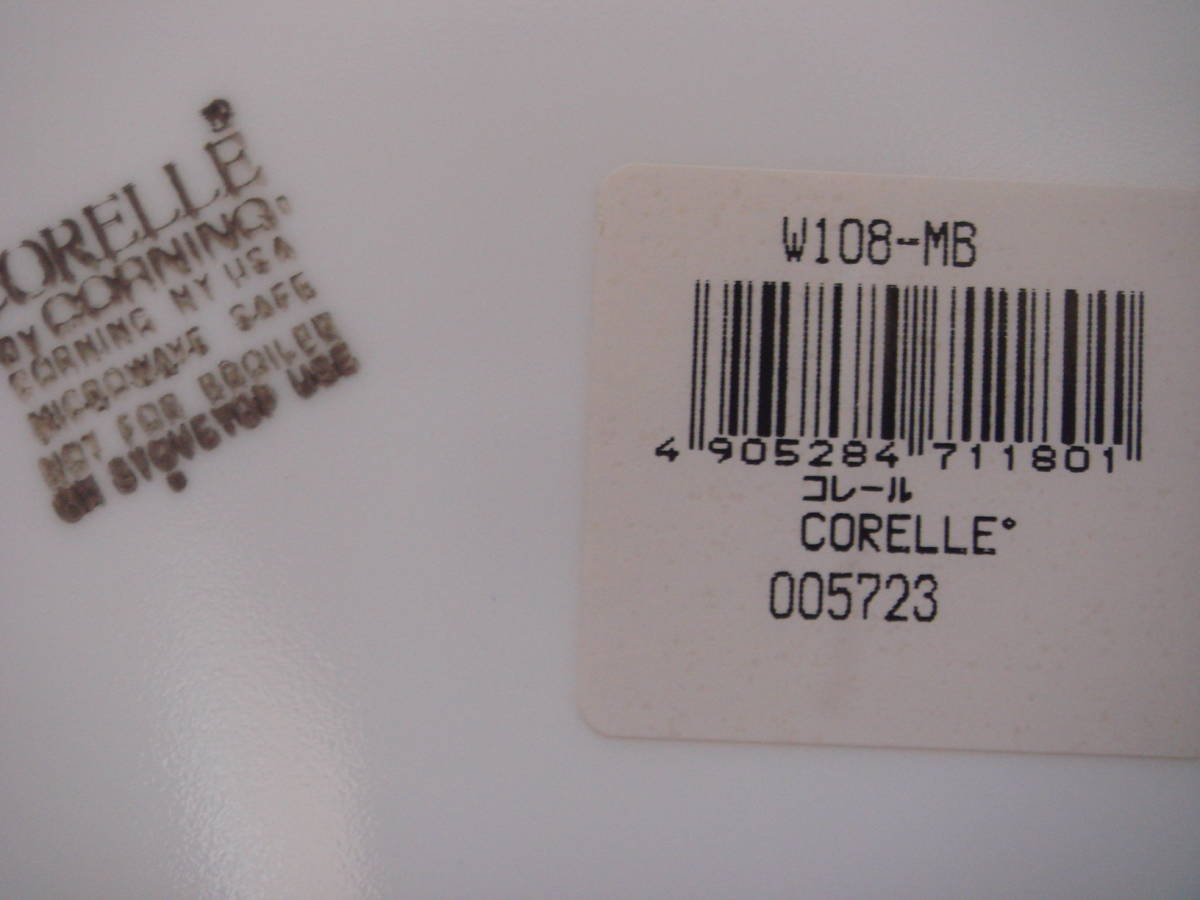 CORELLE
BY CORNING
CORNING NY USA
MICROWAVE SAFE
NOT FOR BROILER
OR STOVETOP USE
W108-MB
4 905284 711801
コレール
CORELLE®
005723